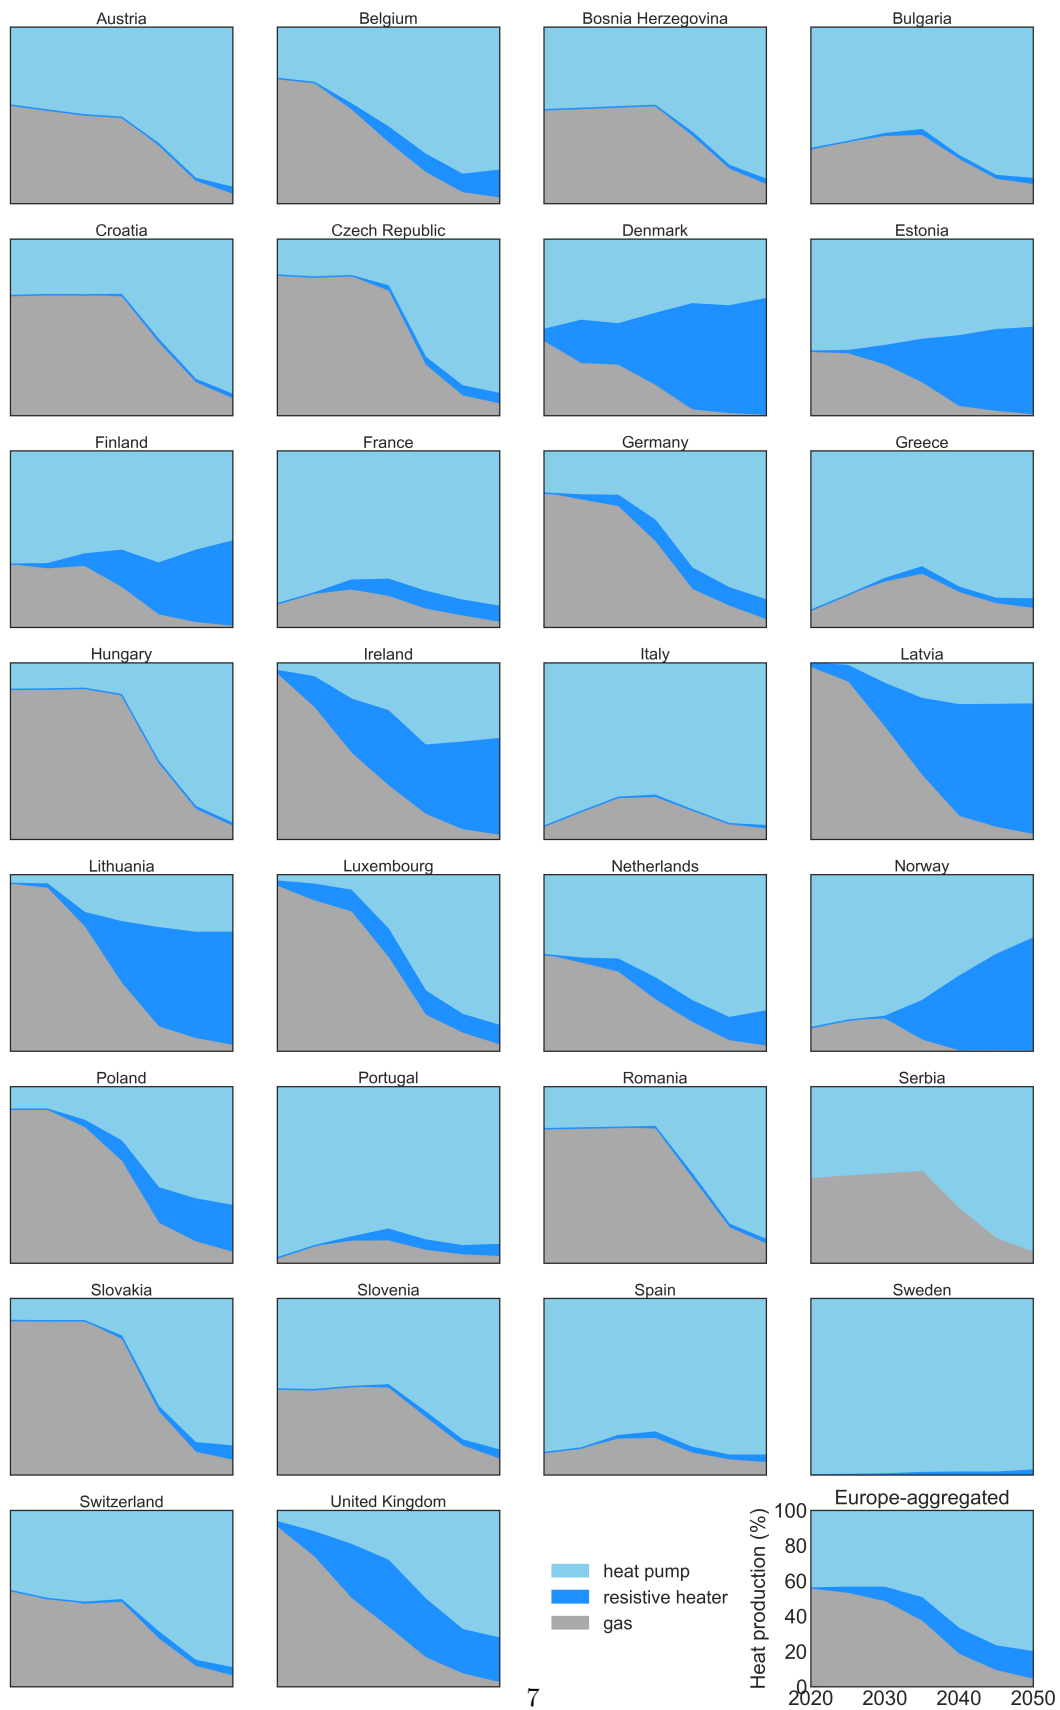 Austria
Belgium
Bosnia Herzegovina
Bulgaria
Croatia
Czech Republic
Denmark
Estonia
Finland
France
Germany
Greece
Hungary
Ireland
Italy
Latvia
Lithuania
Luxembourg
Netherlands
Norway
Poland
Portugal
Romania
Serbia
Slovakia
Slovenia
Spain
Sweden
Switzerland
United Kingdom
heat pump
resistive heater
gas
Europe-aggregated
Heat production (%)
100
80
60
40
20
0
2020
2030
2040
2050
7